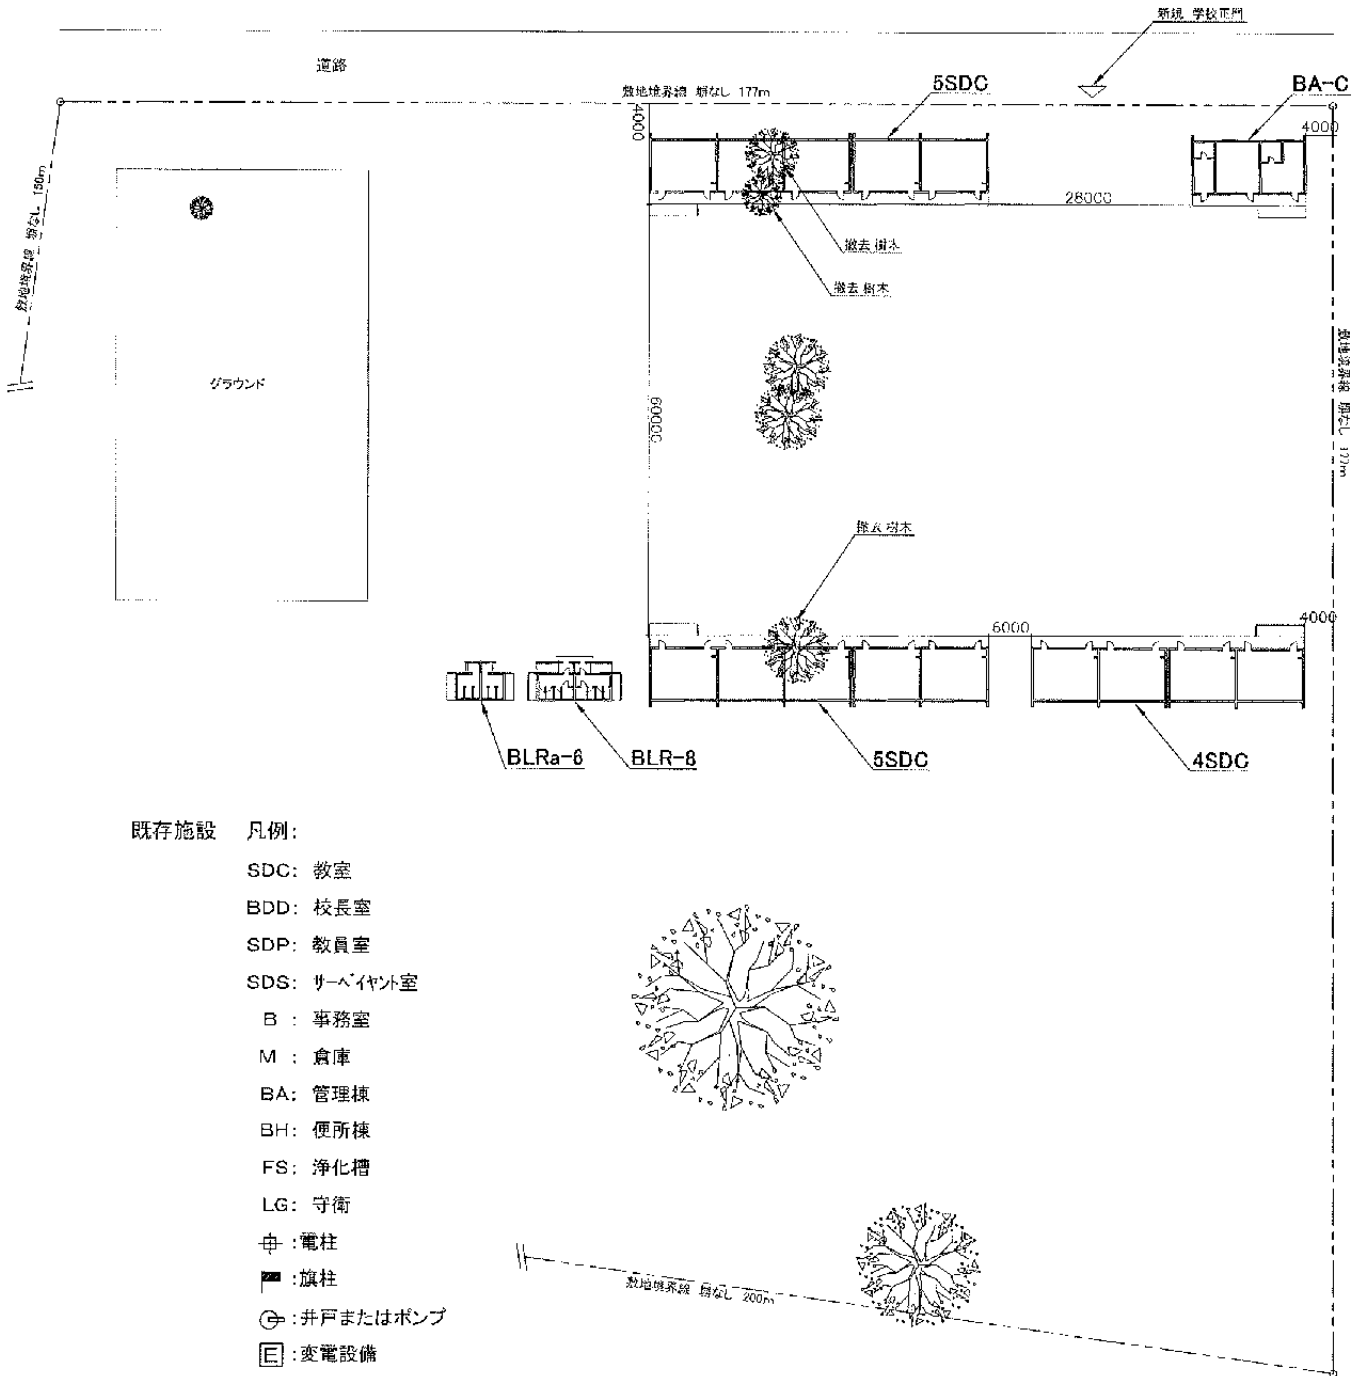 新規 学校正門
道路
敷地境界線 塀なし 177m
5SDC
BA-C
4000
4000
敷地境界線 塀なし 150m
28000
撤去 樹木
撤去 樹木
グラウンド
60000
敷地境界線 塀なし 177m
撤去 樹木
6000
4000
BLRa-6
BLR-8
5SDC
4SDC
既存施設 凡例:
SDC: 教室
BDD: 校長室
SDP: 教員室
SDS: サーベイヤント室
B : 事務室
M : 倉庫
BA: 管理棟
BH: 便所棟
FS: 浄化槽
LG: 守衛
:電柱
:旗柱
:井戸またはポンプ
E :変電設備
敷地境界線 塀なし 200m